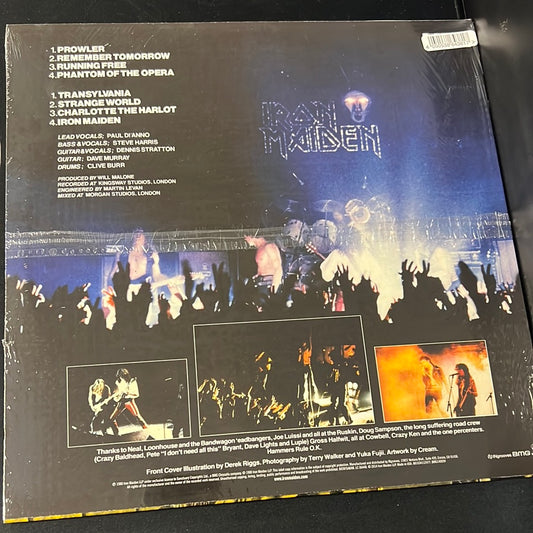 1. PROWLER
2. REMEMBER TOMORROW
3. RUNNING FREE
4. PHANTOM OF THE OPERA
1. TRANSYLVANIA
2. STRANGE WORLD
3. CHARLOTTE THE HARLOT
4. IRON MAIDEN
LEAD VOCALS; PAUL DI'ANNO
BASS & VOCALS; STEVE HARRIS
GUITAR & VOCALS; DENNIS STRATTON
GUITAR; DAVE MURRAY
DRUMS; CLIVE BURR
PRODUCED BY WILL MALONE
RECORDED AT KINGSWAY STUDIOS, LONDON
ENGINEERED BY MARTIN LEVAN
MIXED AT MORGAN STUDIOS, LONDON
IRON
MAIDEN
Thanks to Neal, Loonhouse and the Bandwagon 'eadbangers, Joe Luissi and all at the Ruskin, Doug Sampson, the long suffering road crew
(Crazy Baldhead, Pete "I don't need all this" Bryant, Dave Lights and Luple) Gross Halfwit, all at Cowbell, Crazy Ken and the one percenters.
Hammers Rule O.K.
Front Cover Illustration by Derek Riggs. Photography by Terry Walker and Yuka Fujii. Artwork by Cream.
www.ironmaiden.com
BMG